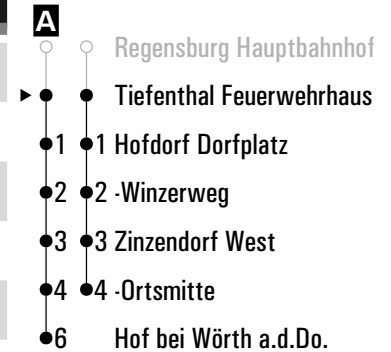 A
Regensburg Hauptbahnhof
Tiefenthal Feuerwehrhaus
1 1 Hofdorf Dorfplatz
2 2 -Winzerweg
3 3 Zinzendorf West
4 4 -Ortsmitte
6 Hof bei Wörth a.d.Do.